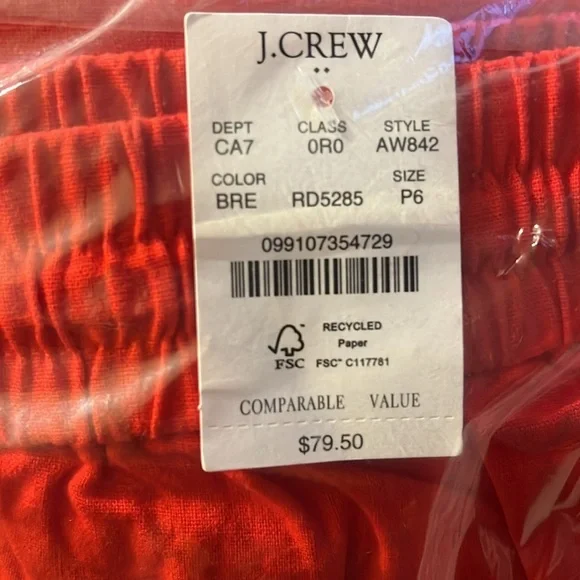 J.CREW
DEPT CLASS STYLE
CA7 0R0 AW842
COLOR SIZE
BRE RD5285 P6
099107354729
RECYCLED
Paper
FSC FSC® C117781
COMPARABLE VALUE
$79.50